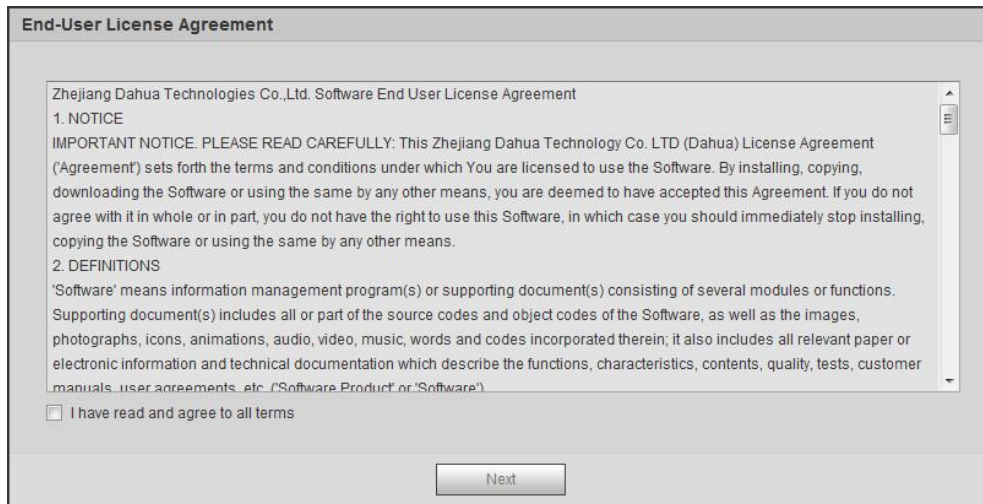 End-User License Agreement
Zhejiang Dahua Technologies Co.,Ltd. Software End User License Agreement
1. NOTICE
IMPORTANT NOTICE. PLEASE READ CAREFULLY: This Zhejiang Dahua Technology Co. LTD (Dahua) License Agreement
('Agreement') sets forth the terms and conditions under which You are licensed to use the Software. By installing, copying,
downloading the Software or using the same by any other means, you are deemed to have accepted this Agreement. If you do not
agree with it in whole or in part, you do not have the right to use this Software, in which case you should immediately stop installing,
copying the Software or using the same by any other means.
2. DEFINITIONS
'Software' means information management program(s) or supporting document(s) consisting of several modules or functions.
Supporting document(s) includes all or part of the source codes and object codes of the Software, as well as the images,
photographs, icons, animations, audio, video, music, words and codes incorporated therein; it also includes all relevant paper or
electronic information and technical documentation which describe the functions, characteristics, contents, quality, tests, customer
manuals, user agreements, etc. ('Software Product' or 'Software')
I have read and agree to all terms
Next